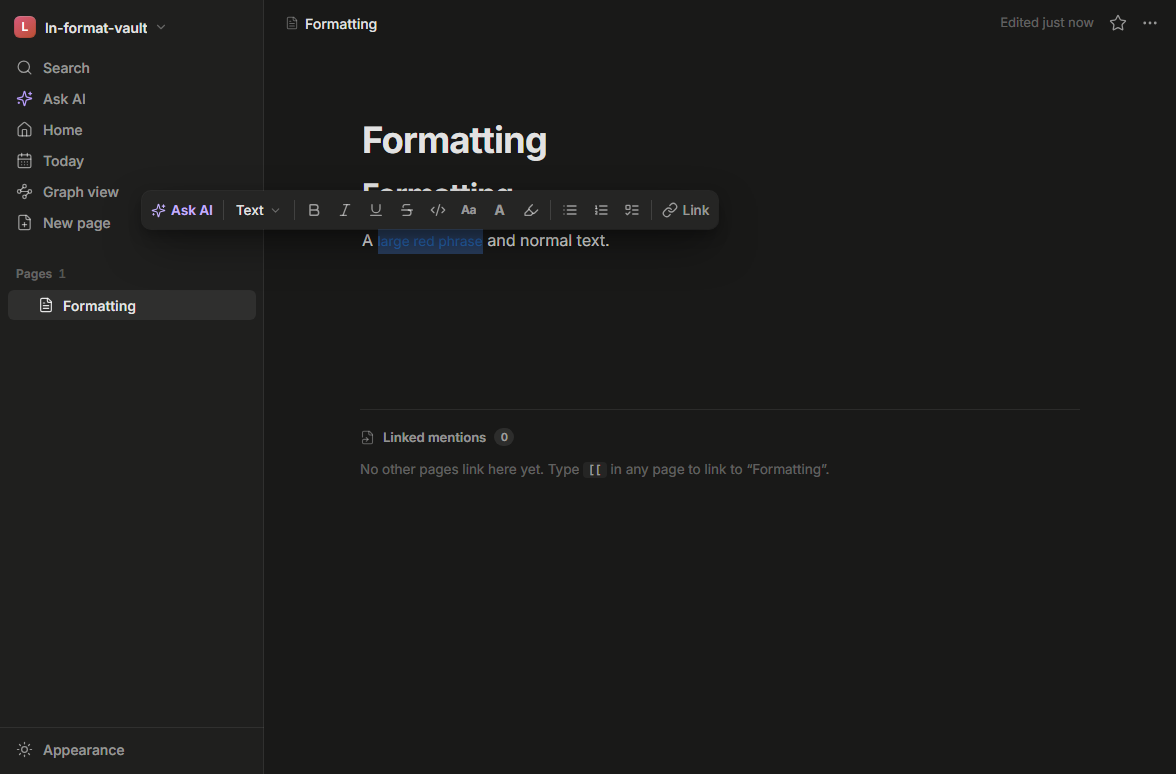 L ln-format-vault
Search
Ask AI
Home
Today
Graph view
New page
Pages 1
Formatting
Appearance
Formatting
Edited just now
Formatting
Formatting
Ask AI Text B I U S </> Aa A Link
A large red phrase and normal text.
Linked mentions 0
No other pages link here yet. Type [[ in any page to link to “Formatting”.